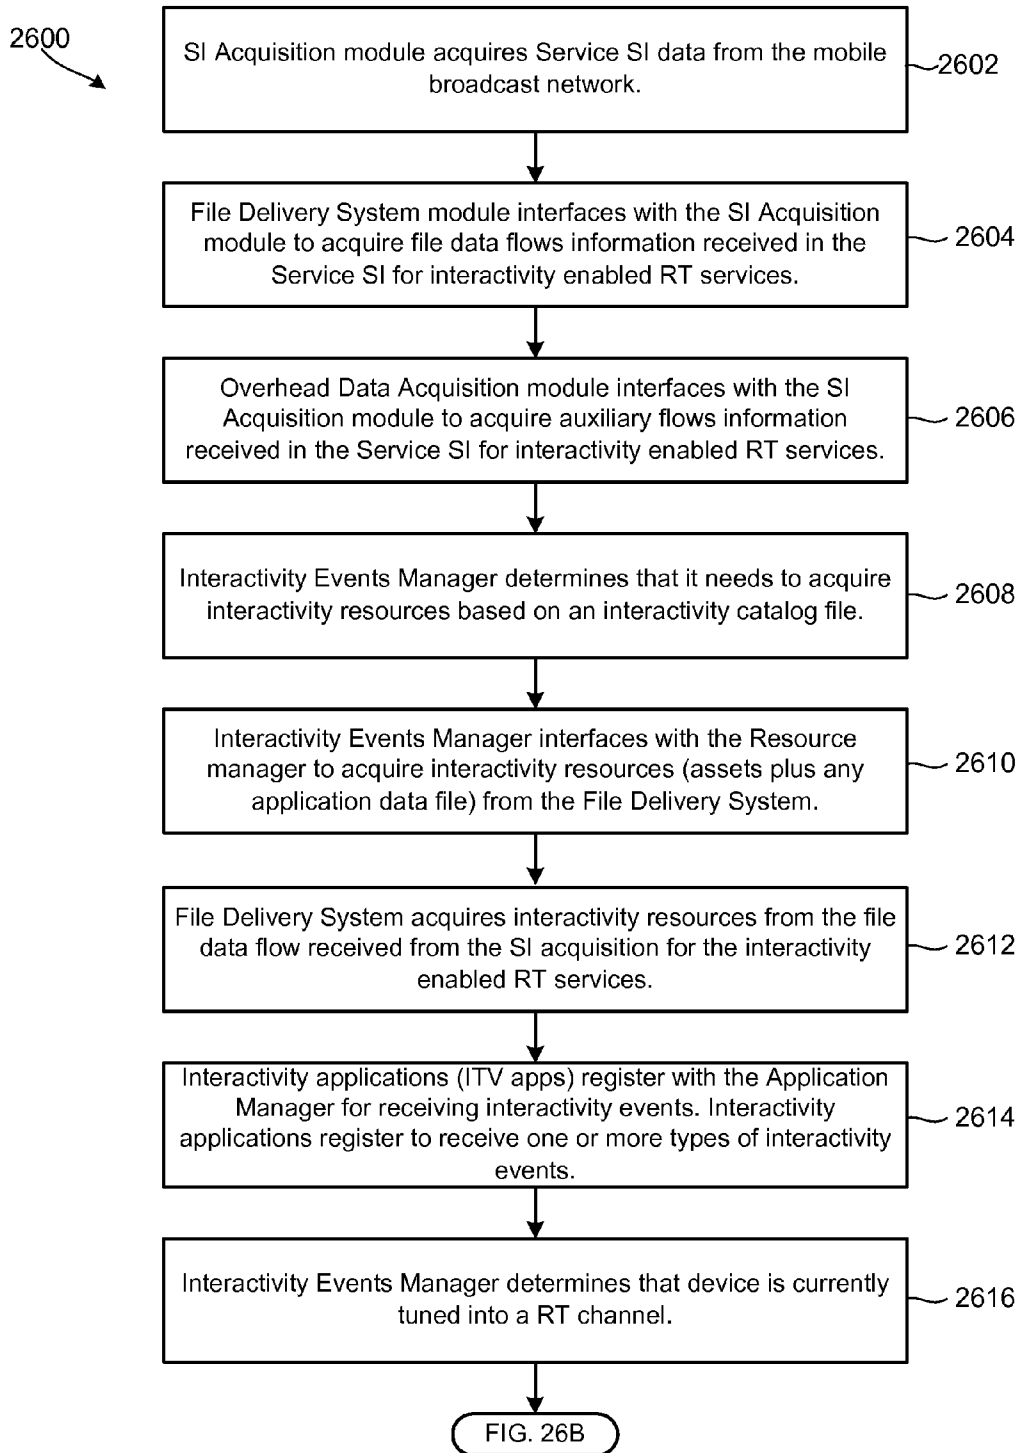 2600
SI Acquisition module acquires Service SI data from the mobile
broadcast network.
2602
File Delivery System module interfaces with the SI Acquisition
module to acquire file data flows information received in the
Service SI for interactivity enabled RT services.
2604
Overhead Data Acquisition module interfaces with the SI
Acquisition module to acquire auxiliary flows information
received in the Service SI for interactivity enabled RT services.
2606
Interactivity Events Manager determines that it needs to acquire
interactivity resources based on an interactivity catalog file.
2608
Interactivity Events Manager interfaces with the Resource
manager to acquire interactivity resources (assets plus any
application data file) from the File Delivery System.
2610
File Delivery System acquires interactivity resources from the file
data flow received from the SI acquisition for the interactivity
enabled RT services.
2612
Interactivity applications (ITV apps) register with the Application
Manager for receiving interactivity events. Interactivity
applications register to receive one or more types of interactivity
events.
2614
Interactivity Events Manager determines that device is currently
tuned into a RT channel.
2616
FIG. 26B